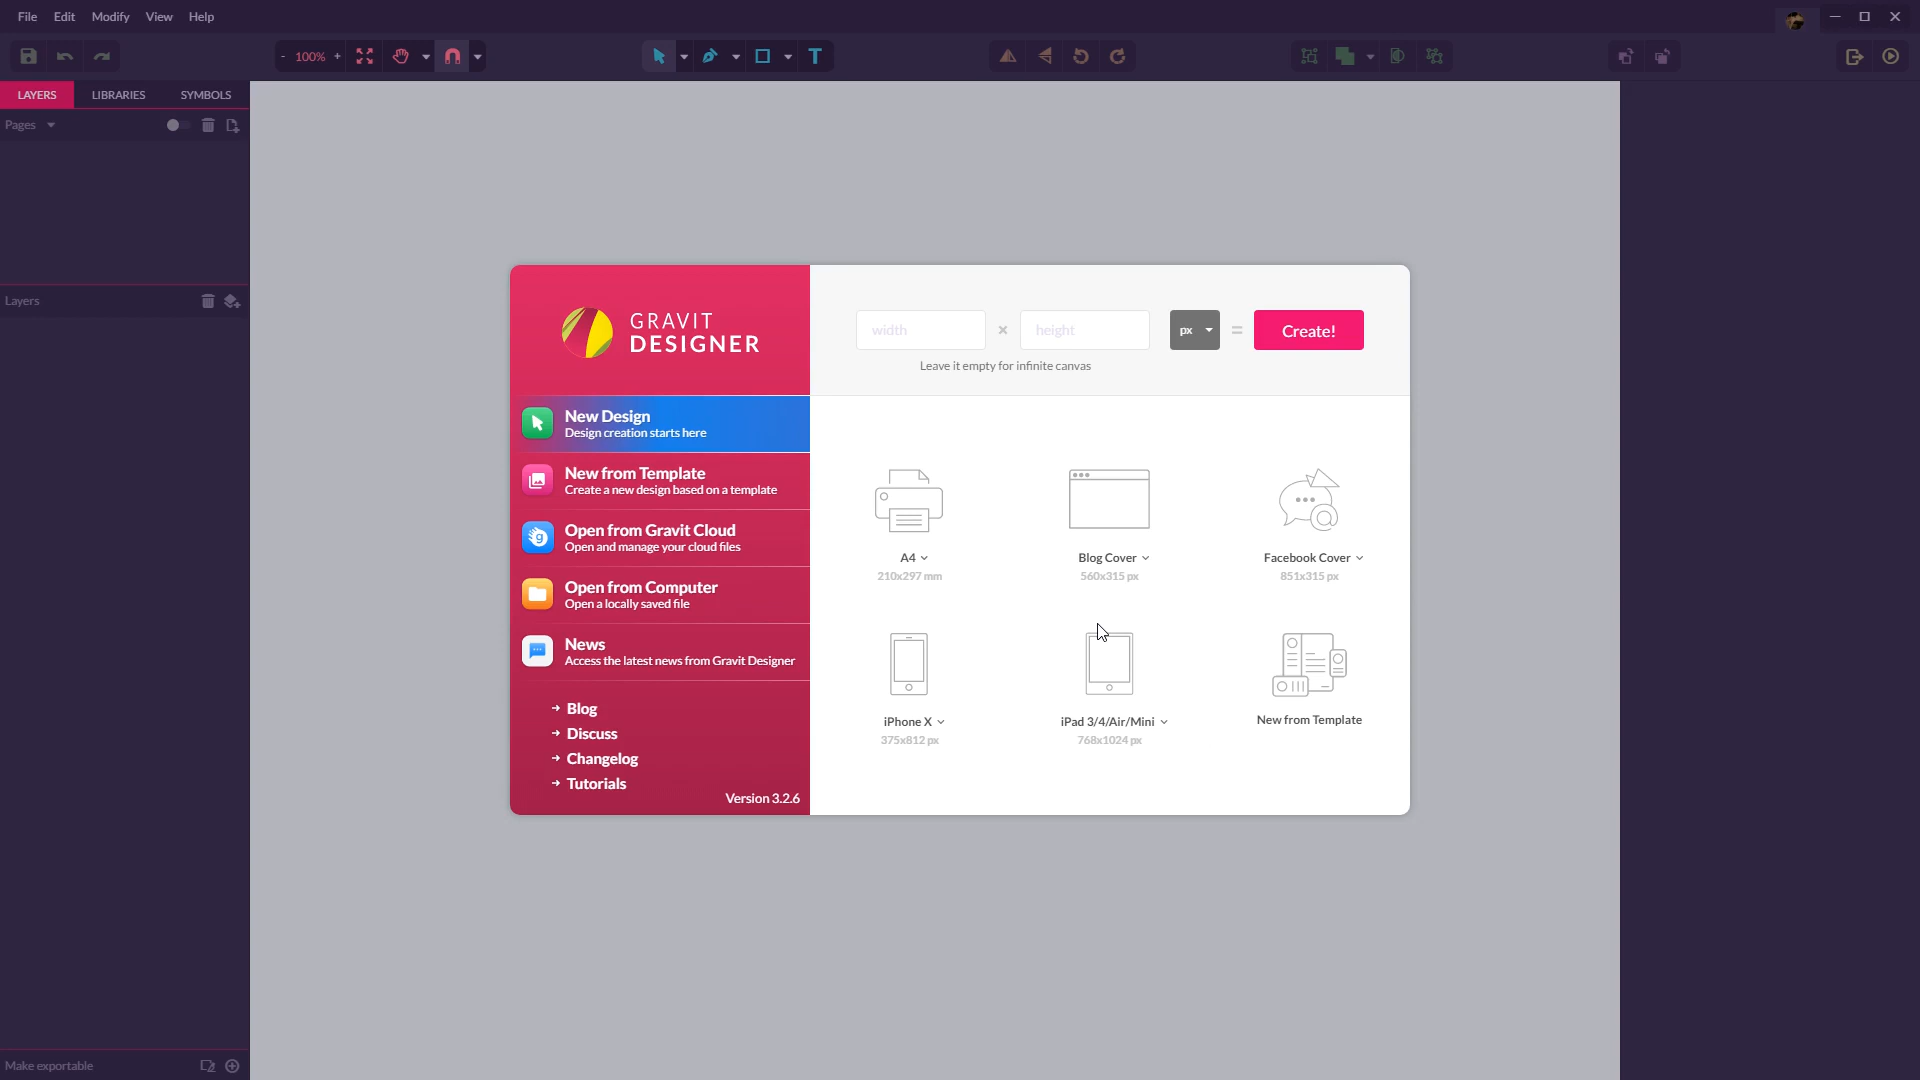 File Edit Modify View Help
- 100% +
LAYERS LIBRARIES SYMBOLS
Pages
Layers
GRAVIT
DESIGNER
width × height px = Create!
Leave it empty for infinite canvas
New Design
Design creation starts here
New from Template
Create a new design based on a template
Open from Gravit Cloud
Open and manage your cloud files
Open from Computer
Open a locally saved file
News
Access the latest news from Gravit Designer
→ Blog
→ Discuss
→ Changelog
→ Tutorials
Version 3.2.6
A4 Blog Cover Facebook Cover
210x297 mm 560x315 px 851x315 px
iPhone X iPad 3/4/Air/Mini New from Template
375x812 px 768x1024 px
Make exportable